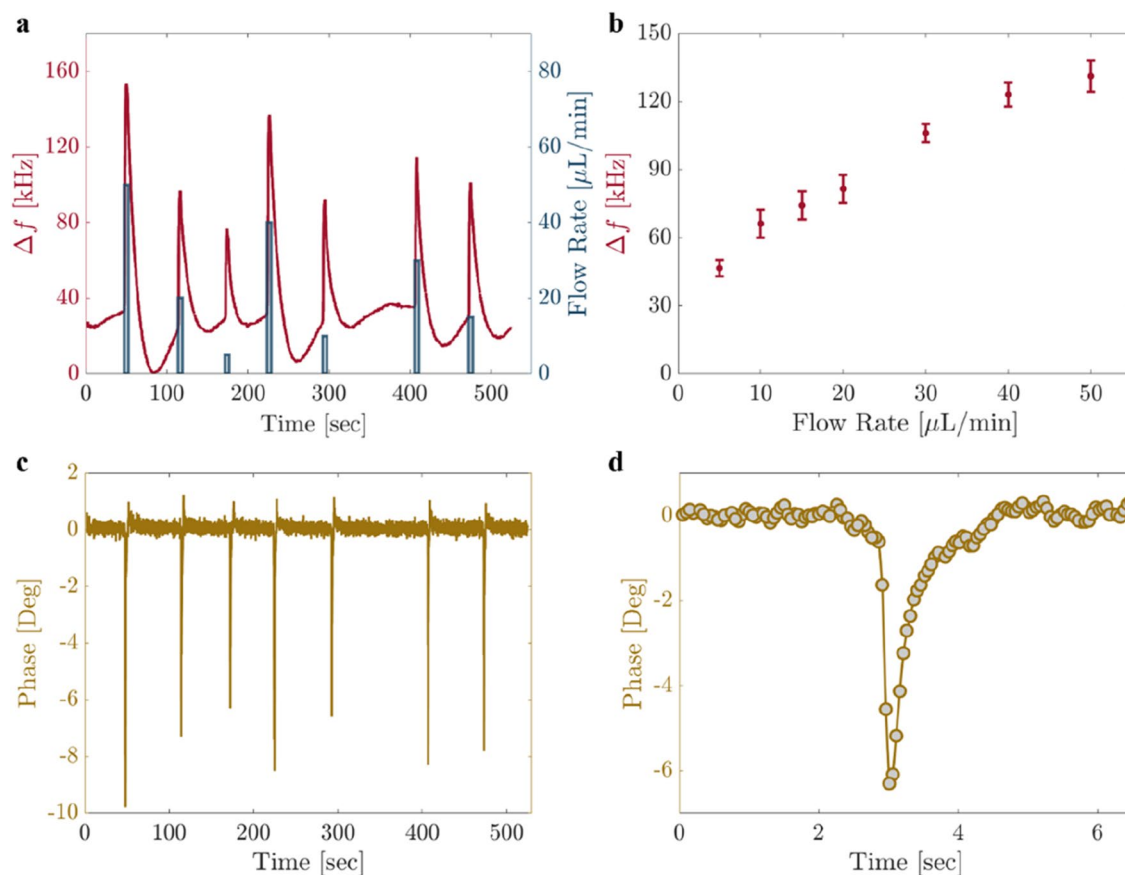 a
160
120
80
40
0
Δf [kHz]
80
60
40
20
0
Flow Rate [μL/min]
0 100 200 300 400 500
Time [sec]
b
150
120
90
60
30
0
Δf [kHz]
0 10 20 30 40 50
Flow Rate [μL/min]
c
2
0
-2
-4
-6
-8
-10
Phase [Deg]
0 100 200 300 400 500
Time [sec]
d
0
-2
-4
-6
Phase [Deg]
0 2 4 6
Time [sec]